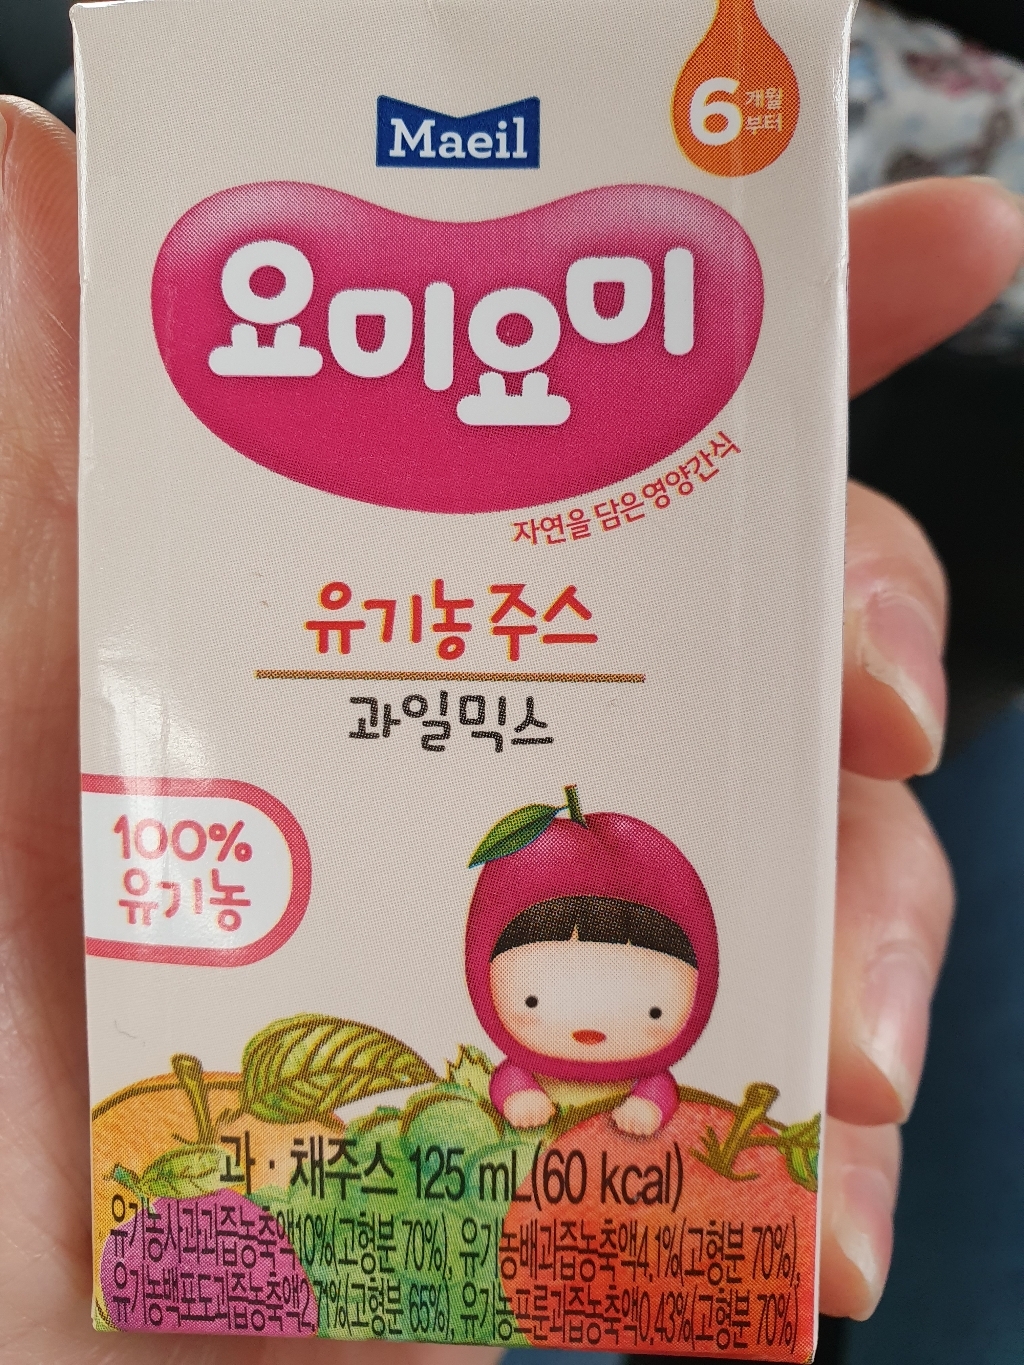 6 개월
부터
Maeil
요미요미
자연을 담은 영양간식
유기농 주스
과일믹스
100%
유기농
과 · 채주스 125 mL(60 kcal)
유기농사과과즙농축액10%(고형분 70%), 유기농배과즙농축액4.1%(고형분 70%),
유기농백포도과즙농축액2.7%(고형분 65%), 유기농프룬과즙농축액0.43%(고형분 70%)